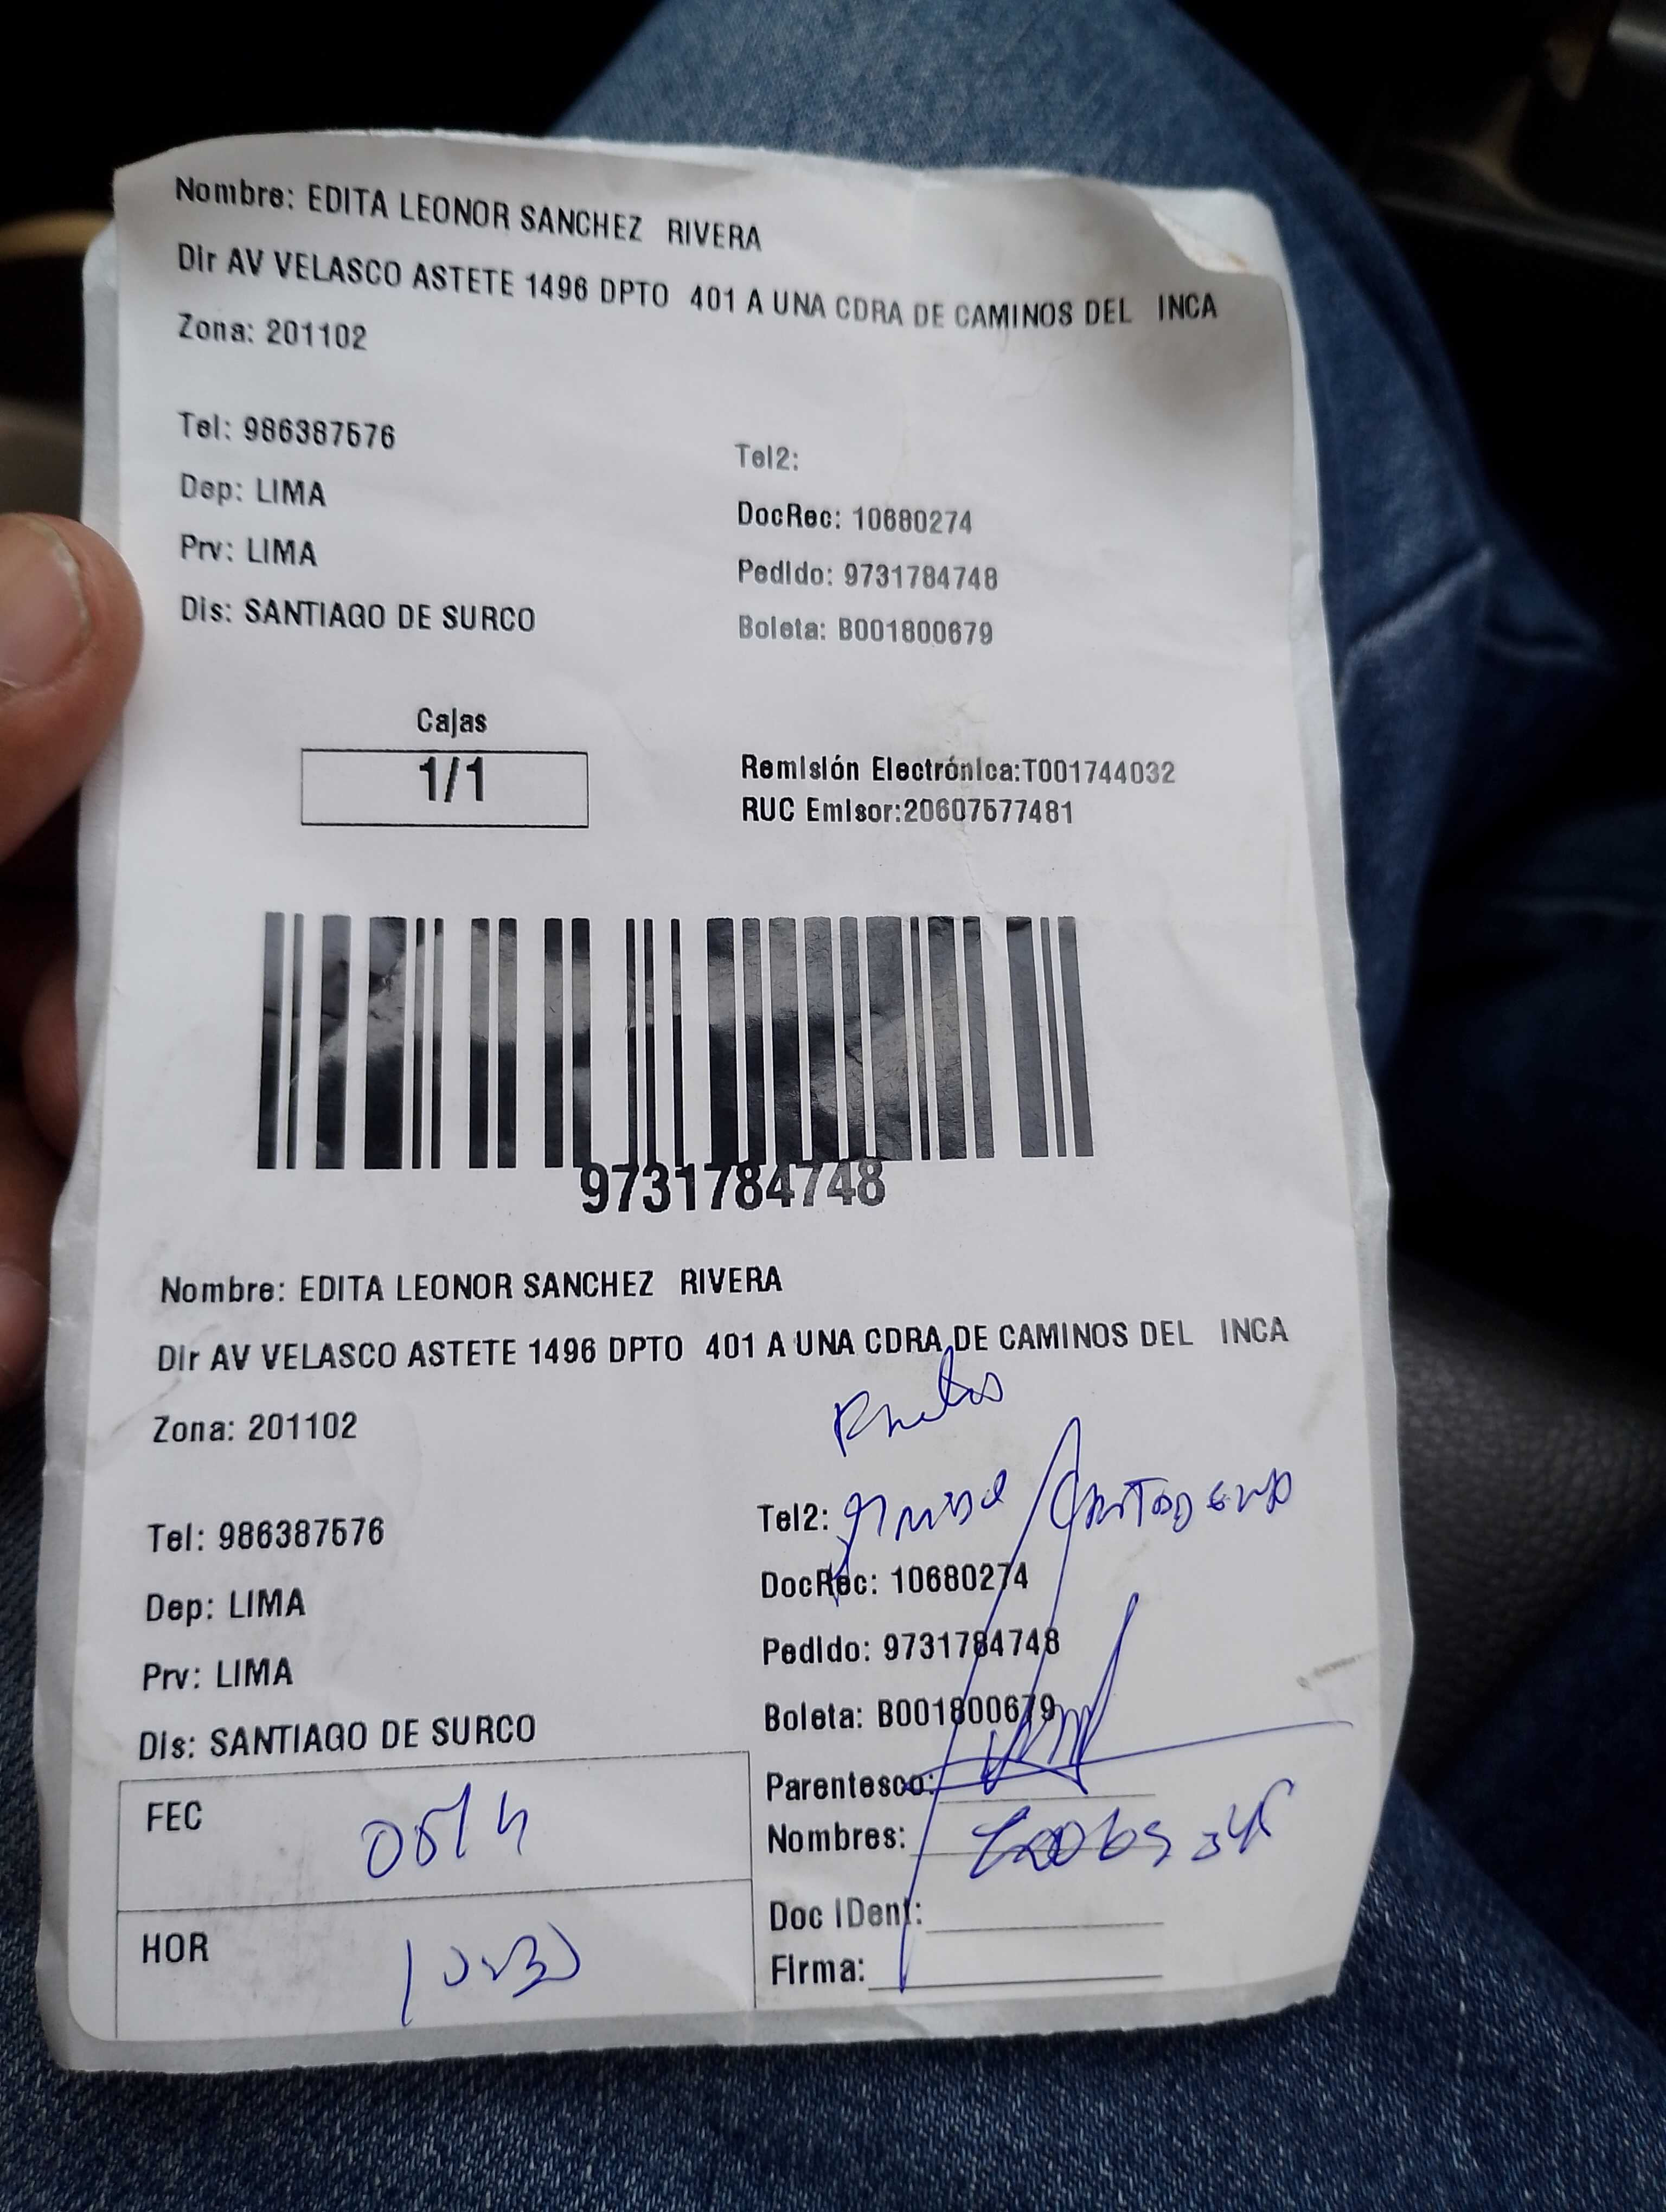 Nombre: EDITA LEONOR SANCHEZ RIVERA
Dir AV VELASCO ASTETE 1496 DPTO 401 A UNA CDRA DE CAMINOS DEL INCA
Zona: 201102
Tel: 986387576
Tel2:
Dep: LIMA
DocRec: 10680274
Prv: LIMA
Pedido: 9731784748
Dis: SANTIAGO DE SURCO
Boleta: B001800679
Cajas
1/1
Remisión Electrónica:T001744032
RUC Emisor:20607577481
9731784748
Nombre: EDITA LEONOR SANCHEZ RIVERA
Dir AV VELASCO ASTETE 1496 DPTO 401 A UNA CDRA DE CAMINOS DEL INCA
Zona: 201102
Tel: 986387576
Tel2:
Dep: LIMA
DocRec: 10680274
Prv: LIMA
Pedido: 9731784748
Dis: SANTIAGO DE SURCO
Boleta: B001800679
FEC
Parentesco:
Nombres:
HOR
Doc IDent:
Firma: